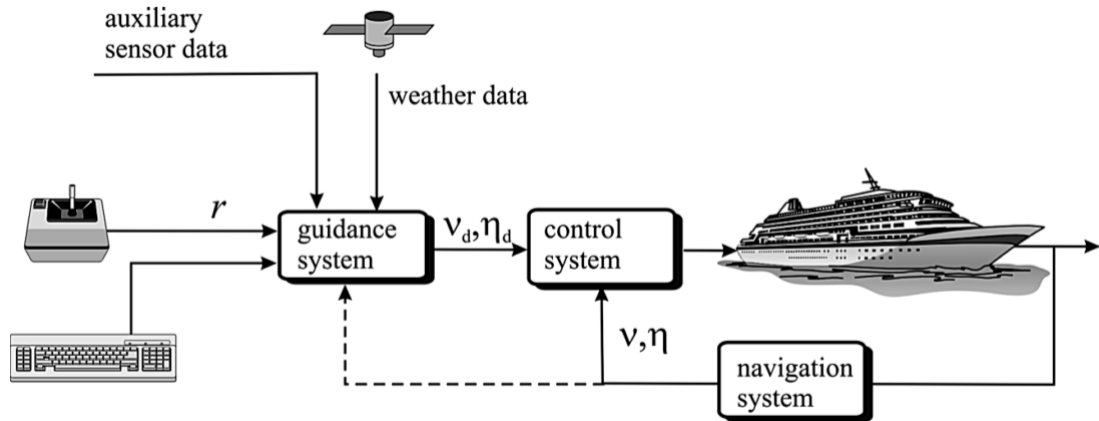 auxiliary
sensor data
weather data
r
guidance
system
νd,ηd
control
system
ν,η
navigation
system